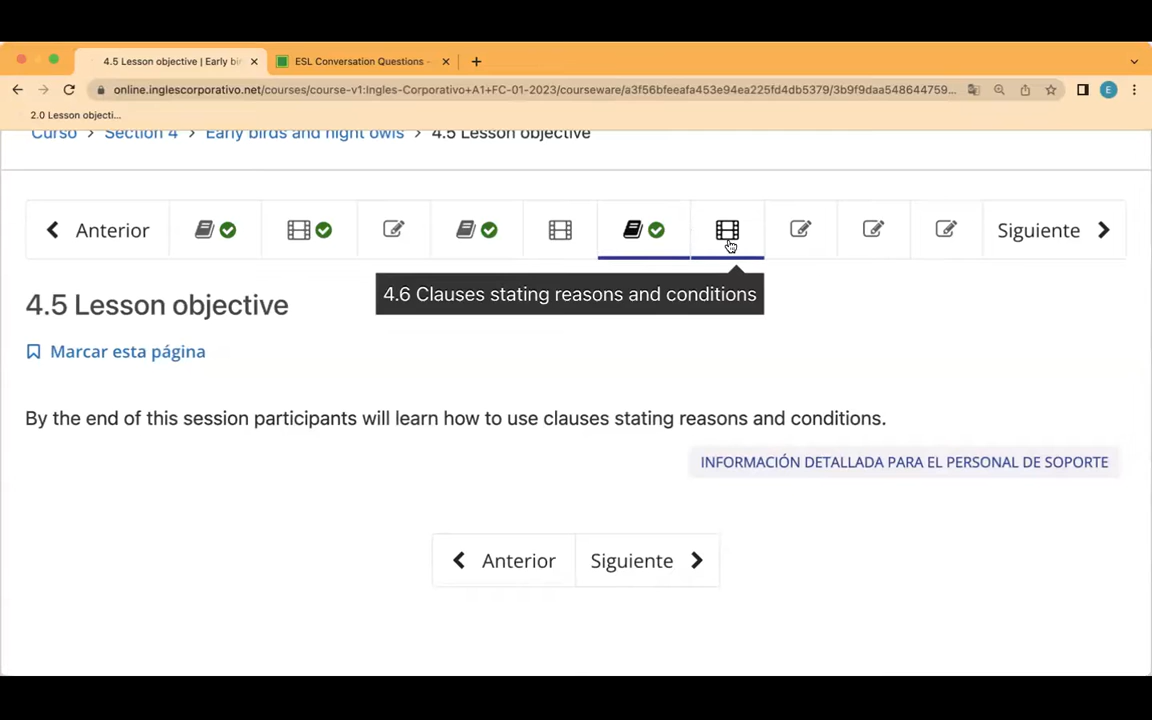 4.5 Lesson objective | Early bir
ESL Conversation Questions -
online.inglescorporativo.net/courses/course-v1:Ingles-Corporativo+A1+FC-01-2023/courseware/a3f56bfeeafa453e94ea225fd4db5379/3b9f9daa548644759...
E
2.0 Lesson objecti...
Curso > Section 4 > Early birds and night owls > 4.5 Lesson objective
Anterior
Siguiente
4.6 Clauses stating reasons and conditions
4.5 Lesson objective
Marcar esta página
By the end of this session participants will learn how to use clauses stating reasons and conditions.
INFORMACIÓN DETALLADA PARA EL PERSONAL DE SOPORTE
Anterior
Siguiente